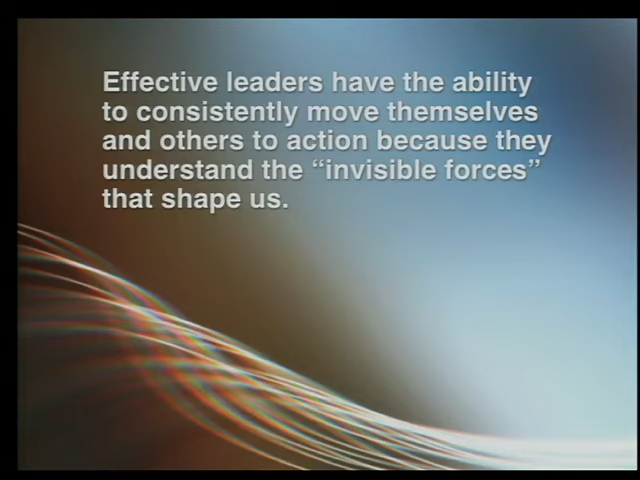 Effective leaders have the ability
to consistently move themselves
and others to action because they
understand the “invisible forces”
that shape us.